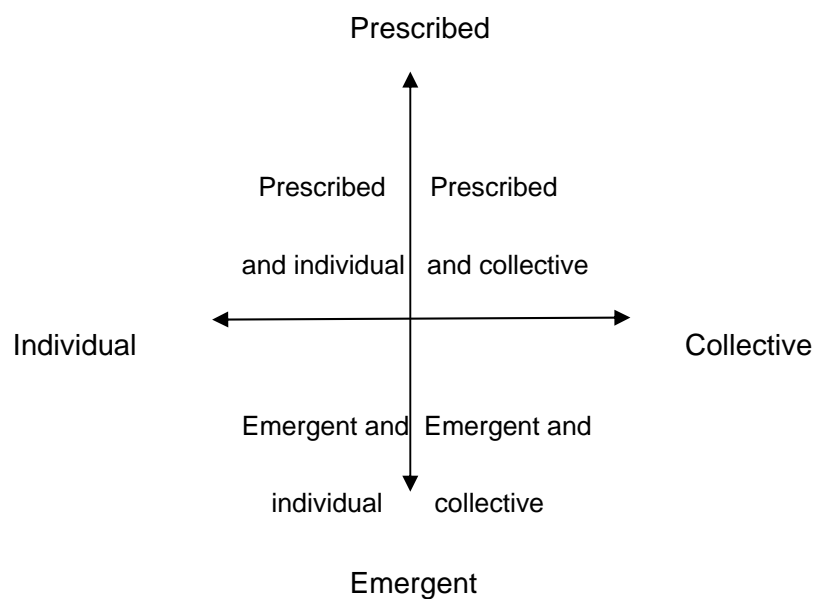 Prescribed
Prescribed Prescribed
and individual and collective
Individual Collective
Emergent and Emergent and
individual collective
Emergent